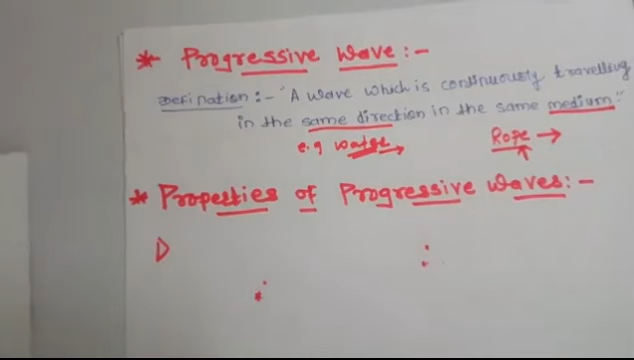 * Progressive Wave :-
Defination :- "A wave which is continuously travelling
in the same direction in the same medium."
e.g water → Rope →
* Properties of Progressive Waves :-